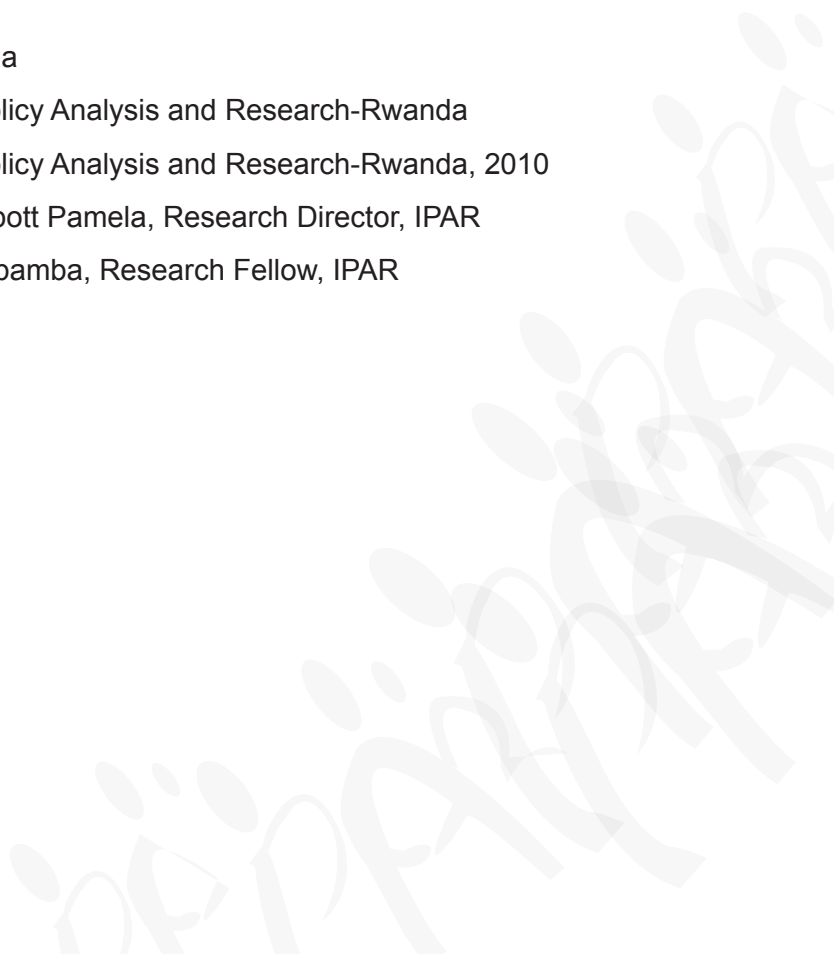 a
licy Analysis and Research-Rwanda
licy Analysis and Research-Rwanda, 2010
ott Pamela, Research Director, IPAR
bamba, Research Fellow, IPAR